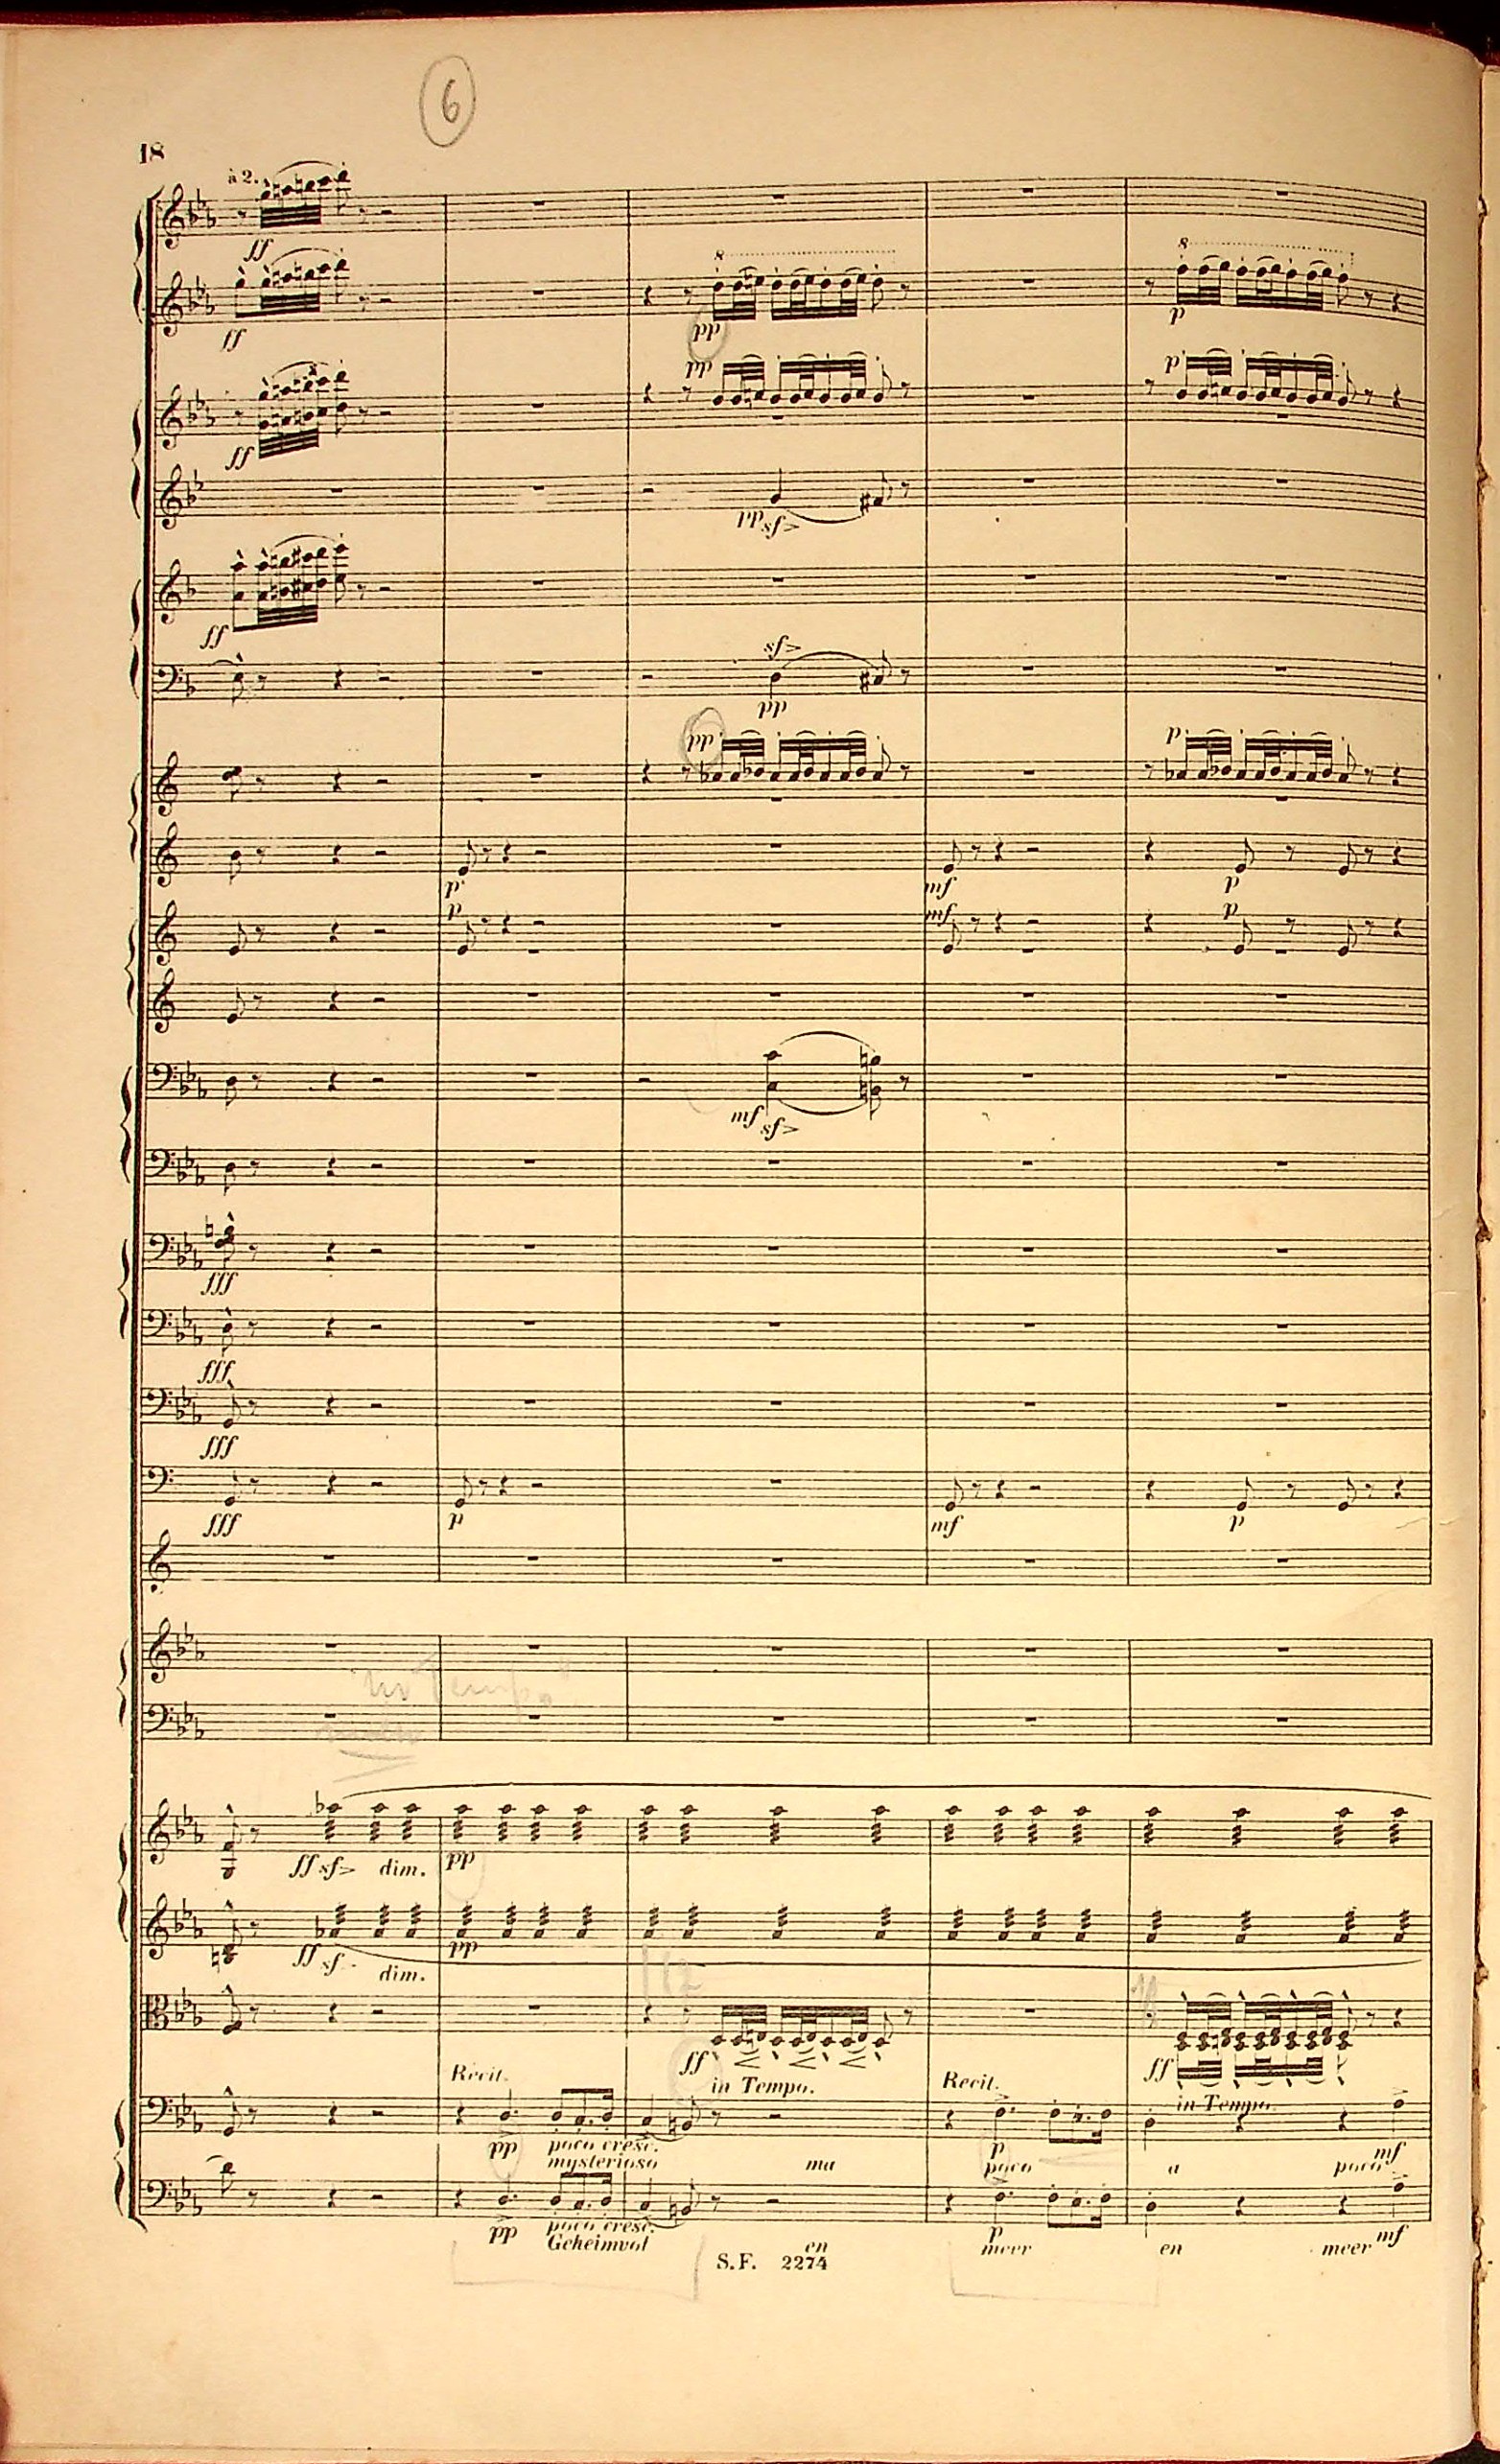 6
18
à 2.
ff
8
8
ff
pp
p
pp
p
ff
pp sf>
ff
sf>
pp
pp
p
p
mf
p
p
mf
p
mf sf>
fff
fff
fff
fff
p
mf
p
Tempo"
ff sf> dim.
pp
ff sf
dim.
pp
ff
ff
Recit.
in Tempo.
Recit.
in Tempo.
pp
poco cresc.
p
mf
mysterioso
ma
poco
a
poco
pp
poco cresc.
p
mf
Geheimvol
en
meer
en
meer
S.F. 2274